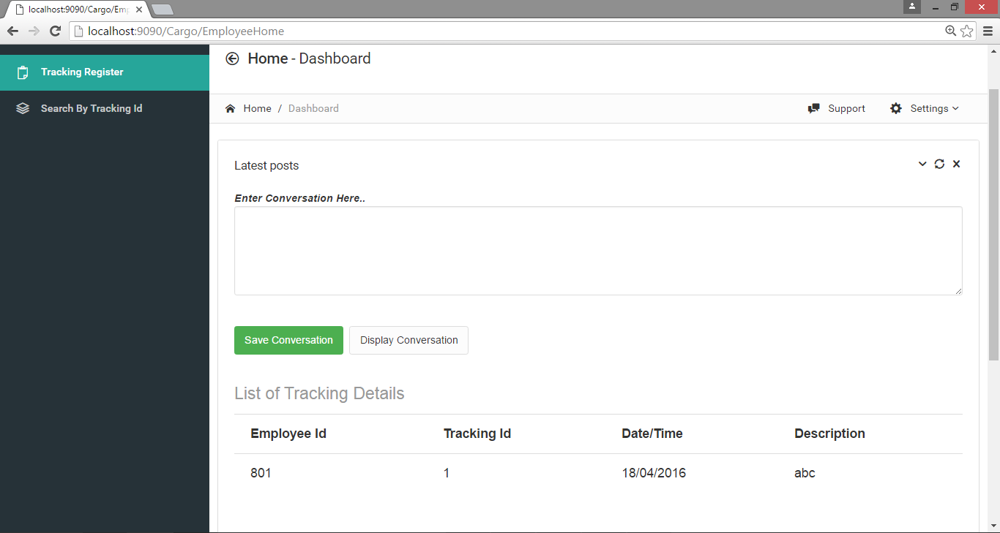 localhost:9090/Cargo/Em
localhost:9090/Cargo/EmployeeHome
Tracking Register
Search By Tracking Id
Home - Dashboard
Home / Dashboard
Support
Settings
Latest posts
Enter Conversation Here..
Save Conversation
Display Conversation
List of Tracking Details
Employee Id Tracking Id Date/Time Description
801 1 18/04/2016 abc